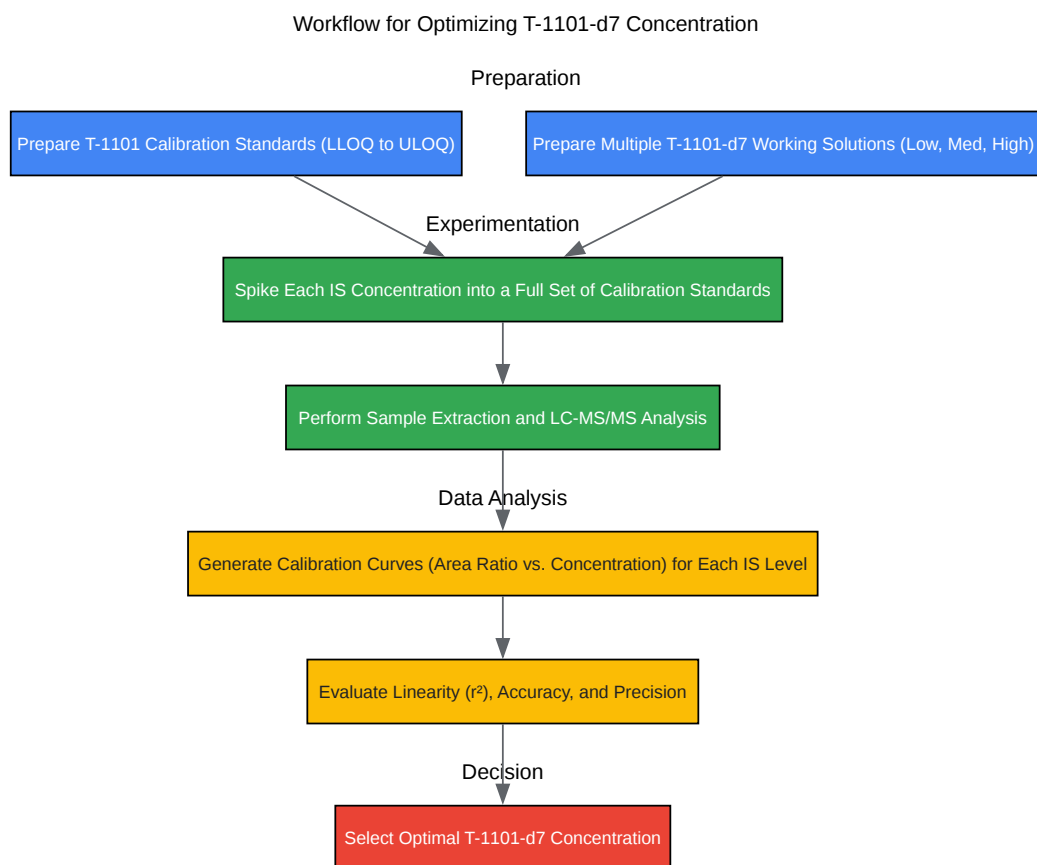 Workflow for Optimizing T-1101-d7 Concentration
Preparation
Prepare T-1101 Calibration Standards (LLOQ to ULOQ)
Prepare Multiple T-1101-d7 Working Solutions (Low, Med, High)
Experimentation
Spike Each IS Concentration into a Full Set of Calibration Standards
Perform Sample Extraction and LC-MS/MS Analysis
Data Analysis
Generate Calibration Curves (Area Ratio vs. Concentration) for Each IS Level
Evaluate Linearity (r²), Accuracy, and Precision
Decision
Select Optimal T-1101-d7 Concentration